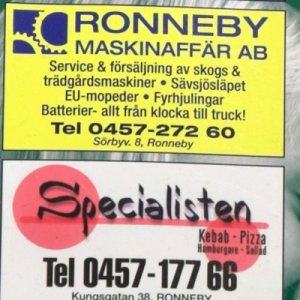 RONNEBY
MASKINAFFÄR AB
Service & försäljning av skogs &
trädgårdsmaskiner • Sävsjösläpet
EU-mopeder • Fyrhjulingar
Batterier- allt från klocka till truck!
Tel 0457-272 60
Sörbyv. 8, Ronneby
Specialisten
Kebab - Pizza
Hamburgare - Sallad
Tel 0457-177 66
Kungsgatan 38, RONNEBY